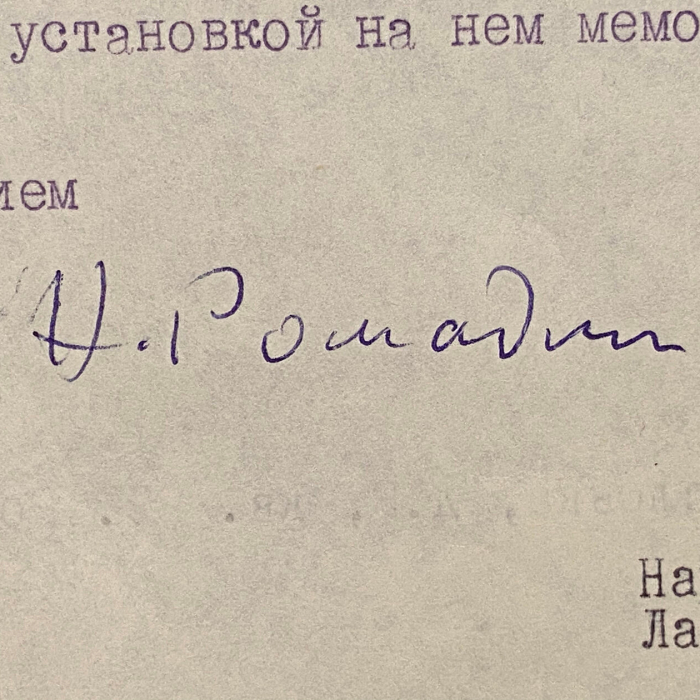 установкой на нем мемо
ием
Н. Ромадин
На
Ла